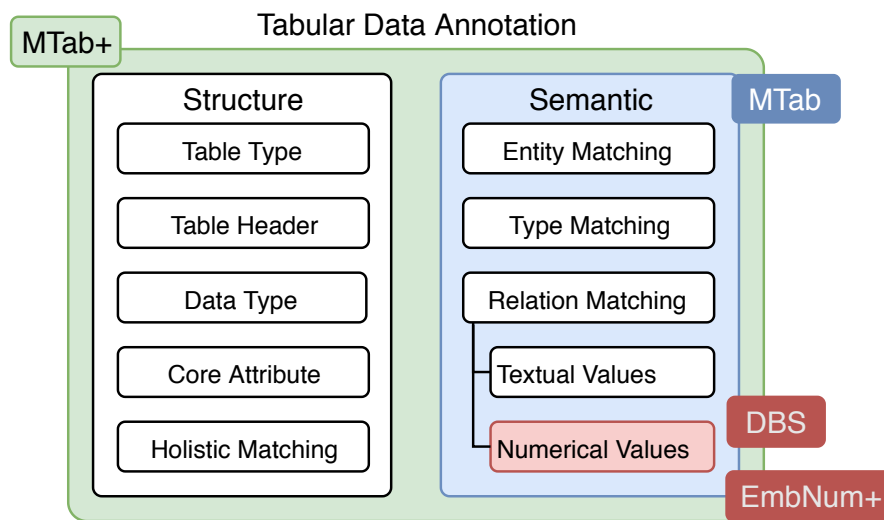 Tabular Data Annotation
MTab+
Structure
Table Type
Table Header
Data Type
Core Attribute
Holistic Matching
Semantic
MTab
Entity Matching
Type Matching
Relation Matching
Textual Values
Numerical Values
DBS
EmbNum+